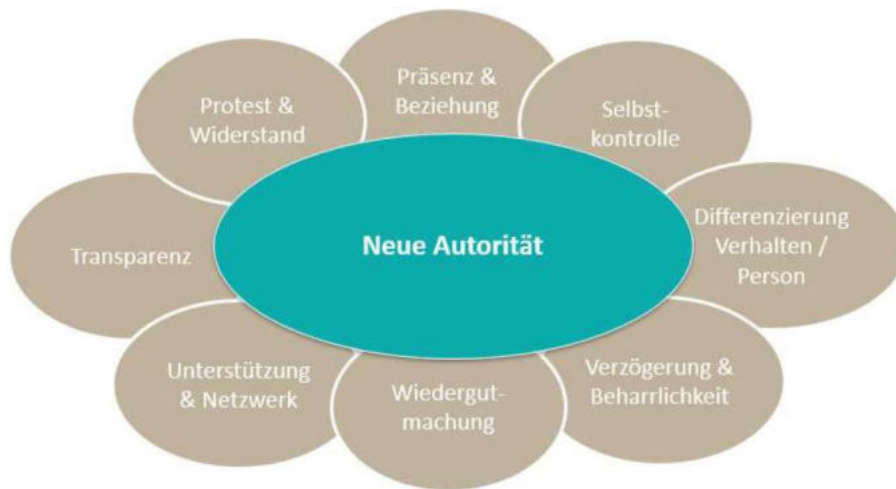 Präsenz &
Beziehung
Selbst-
kontrolle
Differenzierung
Verhalten /
Person
Verzögerung &
Beharrlichkeit
Wiedergut-
machung
Unterstützung
& Netzwerk
Transparenz
Protest &
Widerstand
Neue Autorität